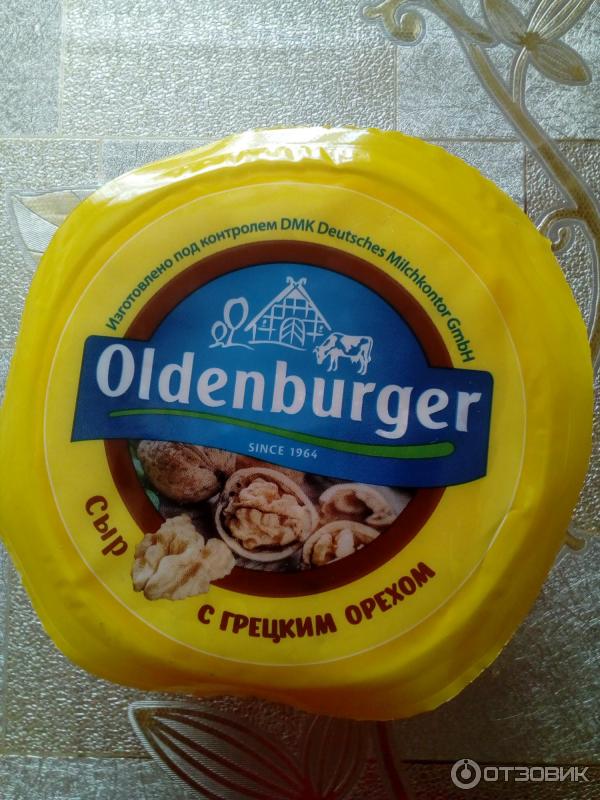 Изготовлено под контролем DMK Deutsches Milchkontor GmbH
Oldenburger
SINCE 1964
Сыр
с грецким орехом
ОТЗОВИК